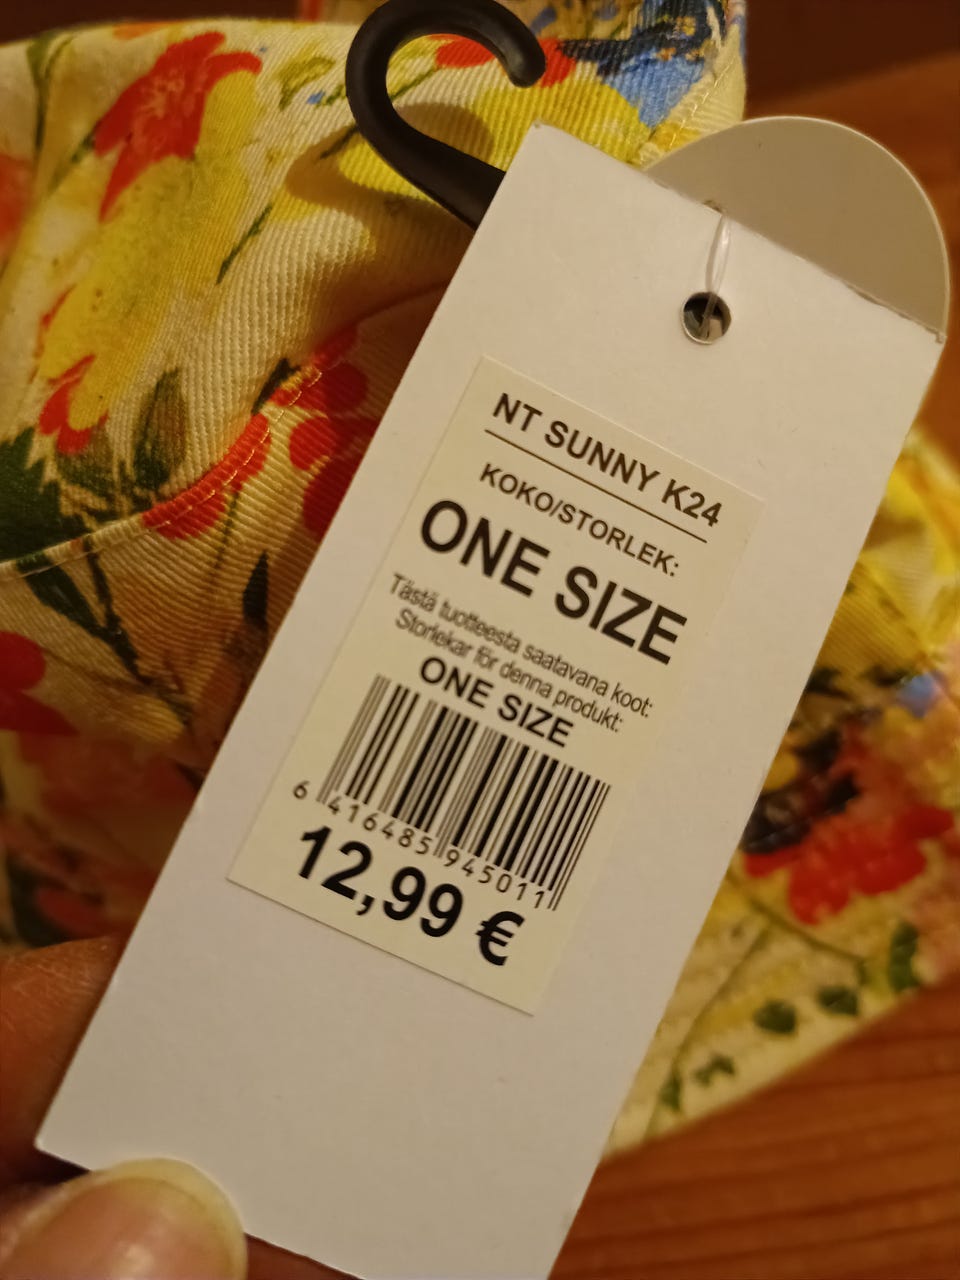 NT SUNNY K24
KOKO/STORLEK:
ONE SIZE
Tästä tuotteesta saatavana koot:
Storlekar för denna produkt:
ONE SIZE
6 416485 945011
12,99 €